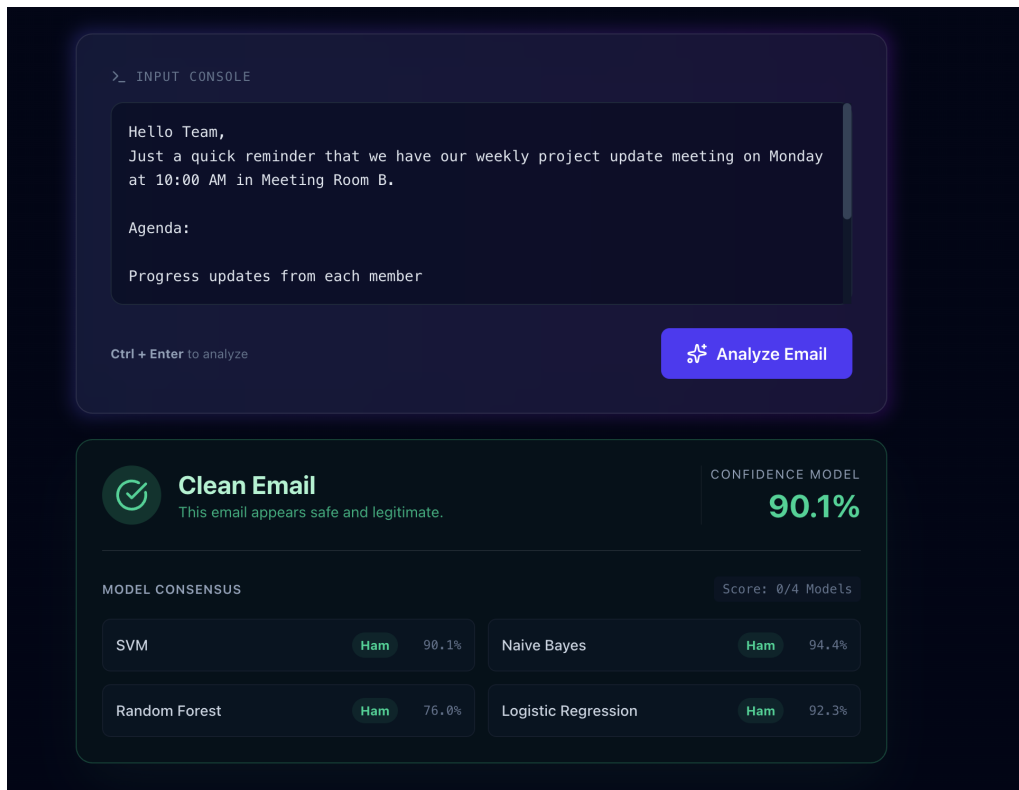 >_ INPUT CONSOLE
Hello Team,
Just a quick reminder that we have our weekly project update meeting on Monday
at 10:00 AM in Meeting Room B.
Agenda:
Progress updates from each member
Ctrl + Enter to analyze
Analyze Email
Clean Email
This email appears safe and legitimate.
CONFIDENCE MODEL
90.1%
MODEL CONSENSUS
Score: 0/4 Models
SVM Ham 90.1%
Naive Bayes Ham 94.4%
Random Forest Ham 76.0%
Logistic Regression Ham 92.3%